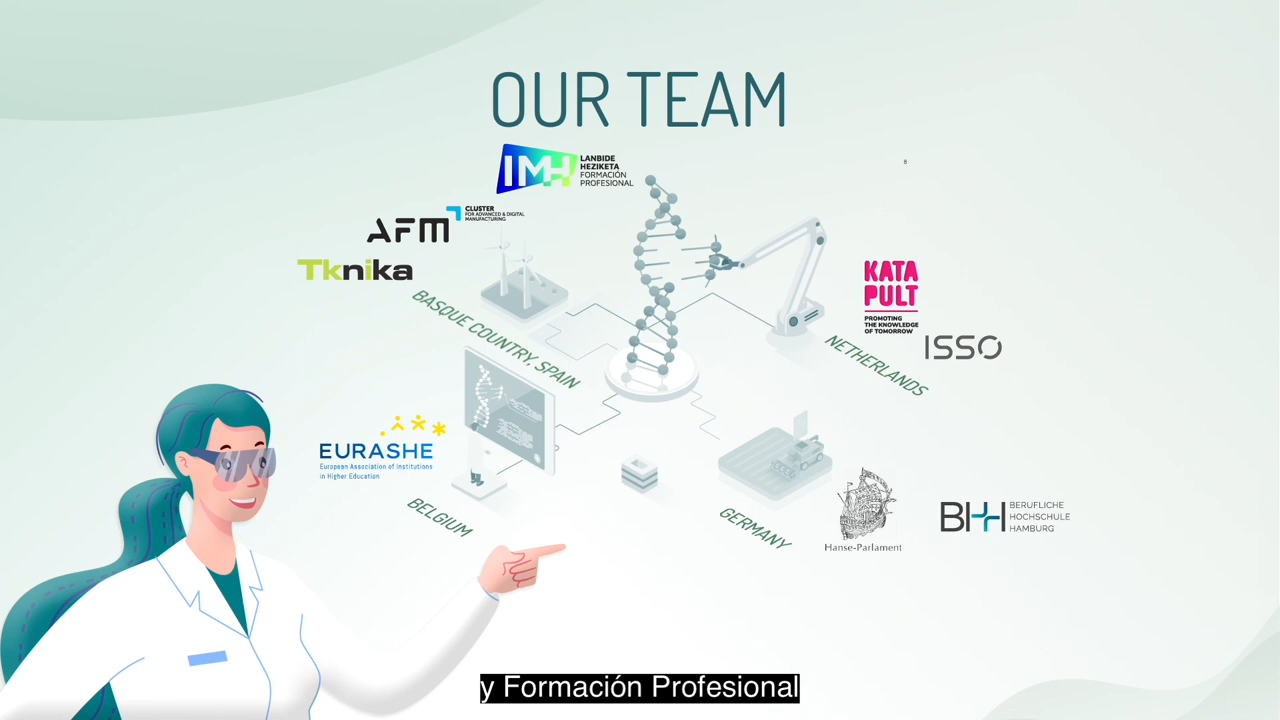 OUR TEAM
IMH
LANBIDE
HEZIKETA
FORMACIÓN
PROFESIONAL
AFM
CLUSTER
FOR ADVANCED & DIGITAL
MANUFACTURING
Tknika
BASQUE COUNTRY, SPAIN
KATA
PULT
PROMOTING
THE KNOWLEDGE
OF TOMORROW
ISSO
NETHERLANDS
EURASHE
European Association of Institutions
in Higher Education
BELGIUM
GERMANY
Hanse-Parlament
BHH
BERUFLICHE
HOCHSCHULE
HAMBURG
y Formación Profesional